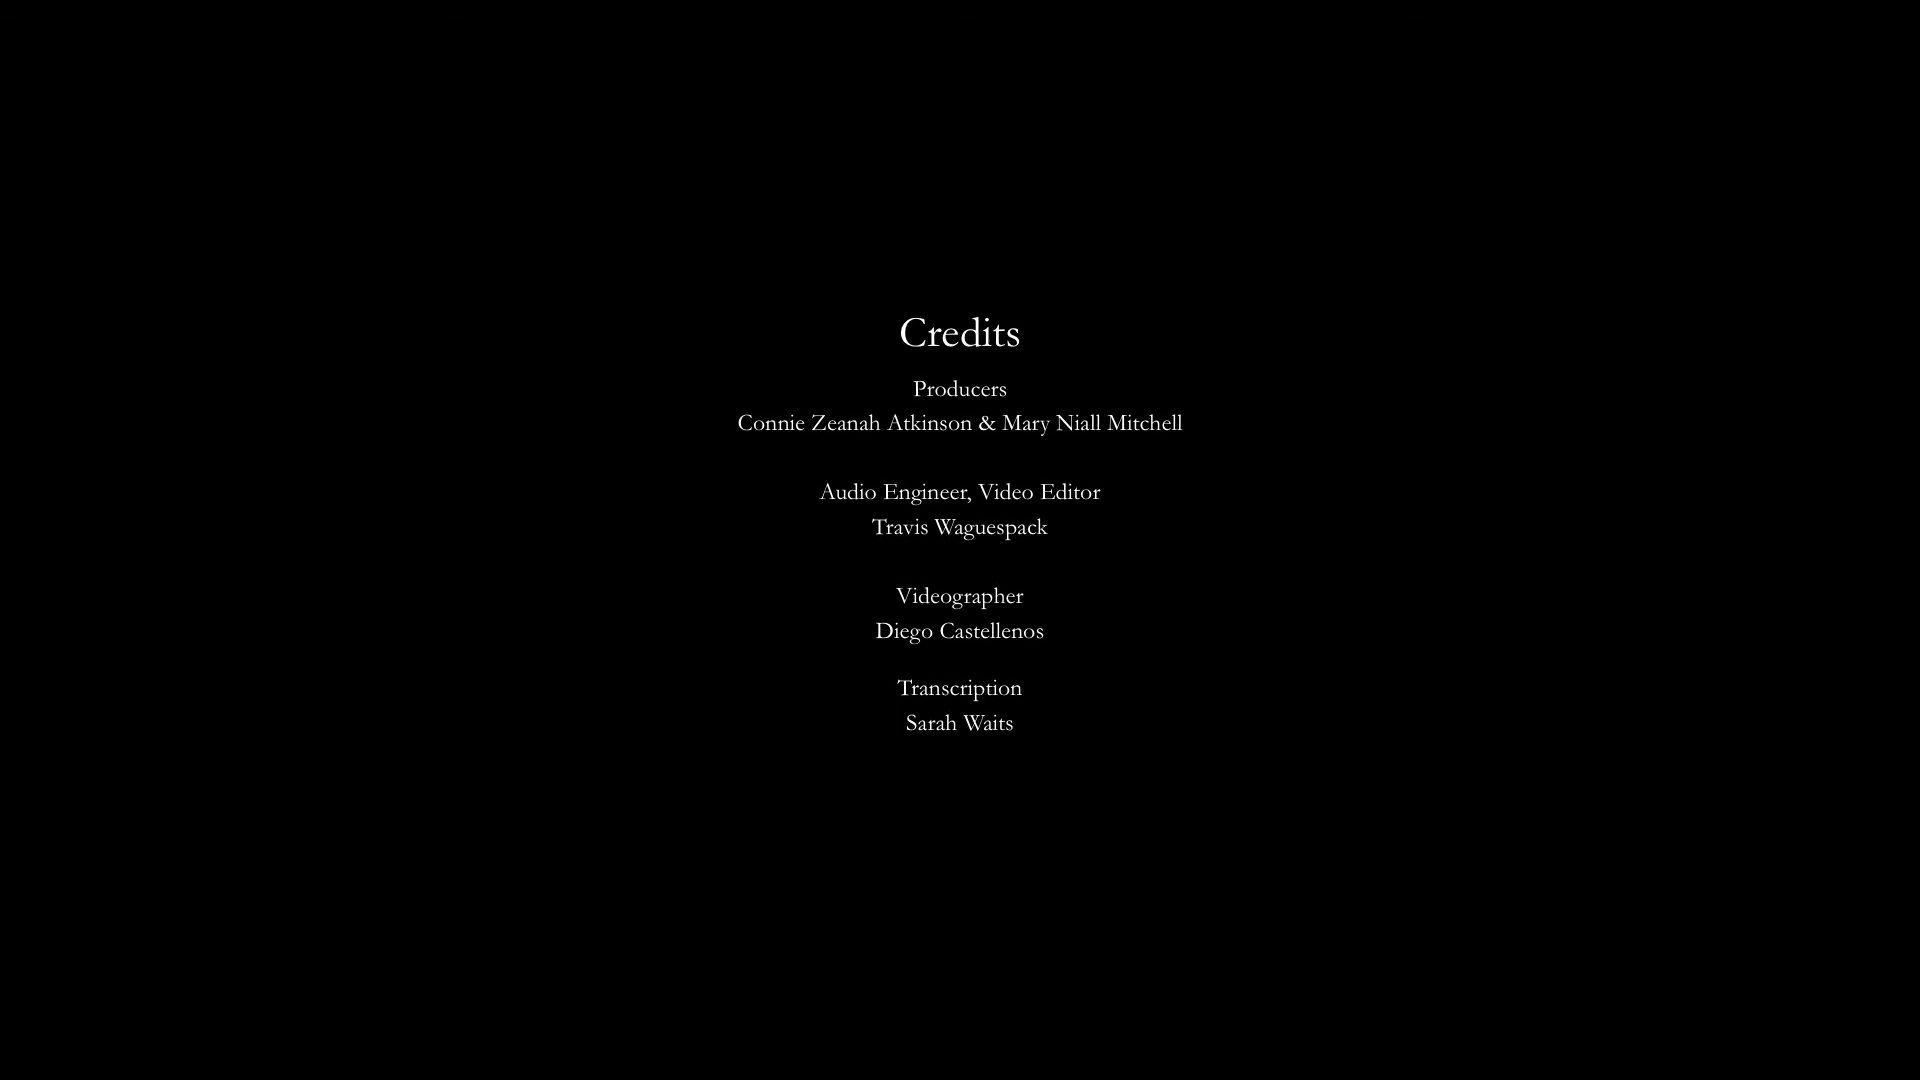 Credits
Producers
Connie Zeanah Atkinson & Mary Niall Mitchell
Audio Engineer, Video Editor
Travis Waguespack
Videographer
Diego Castellenos
Transcription
Sarah Waits